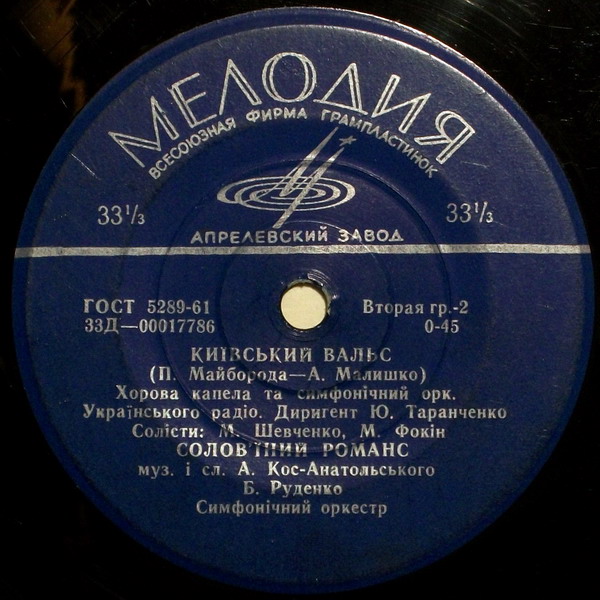 МЕЛОДИЯ
ВСЕСОЮЗНАЯ ФИРМА ГРАМПЛАСТИНОК
33⅓ 33⅓
АПРЕЛЕВСКИЙ ЗАВОД
ГОСТ 5289-61 Вторая гр.-2
33Д—00017786 0-45
КИЇВСЬКИЙ ВАЛЬС
(П. Майборода—А. Малишко)
Хорова капела та симфонічний орк.
Українського радіо. Диригент Ю. Таранченко
Солісти: М. Шевченко, М. Фокін
СОЛОВ'ЇНИЙ РОМАНС
муз. і сл. А. Кос-Анатольського
Б. Руденко
Симфонічний оркестр